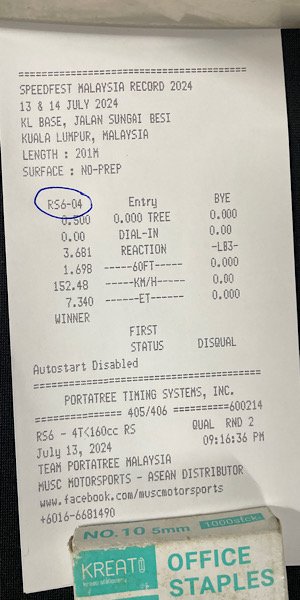 ==========================================
SPEEDFEST MALAYSIA RECORD 2024
13 & 14 JULY 2024
KL BASE, JALAN SUNGAI BESI
KUALA LUMPUR, MALAYSIA
LENGTH : 201M
SURFACE : NO-PREP
==========================================
RS6-04 Entry BYE
0.500 0.000 TREE 0.000
0.00 DIAL-IN 0.00
3.681 REACTION 0.000
1.698 -----60FT----- -LB3-
152.48 -----KM/H----- 0.00
7.340 ------ET------ 0.000
WINNER
FIRST
STATUS DISQUAL
Autostart Disabled
==========================================
PORTATREE TIMING SYSTEMS, INC.
=============== 405/406 ==========600214
RS6 - 4T<160cc RS QUAL RND 2
July 13, 2024 09:16:36 PM
TEAM PORTATREE MALAYSIA
MUSC MOTORSPORTS - ASEAN DISTRIBUTOR
www.facebook.com/muscmotorsports
+6016-6681490
NO.10 5mm 1000stck
KREATO
kreato stationery
OFFICE
STAPLES